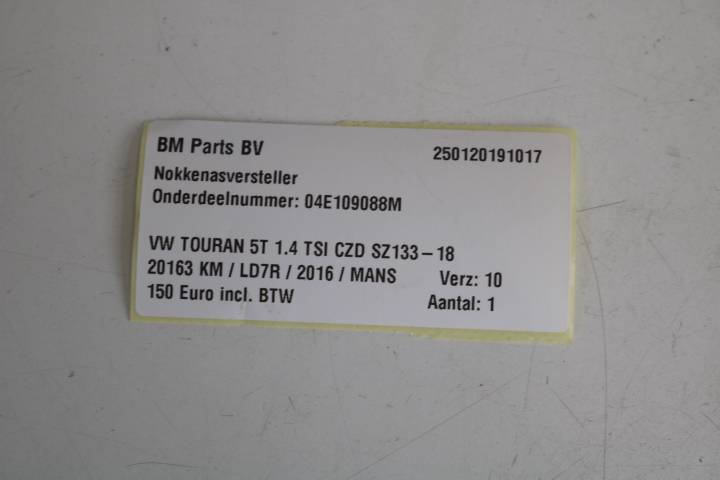 BM Parts BV 250120191017
Nokkenasversteller
Onderdeelnummer: 04E109088M
VW TOURAN 5T 1.4 TSI CZD SZ133-18
20163 KM / LD7R / 2016 / MANS Verz: 10
150 Euro incl. BTW Aantal: 1